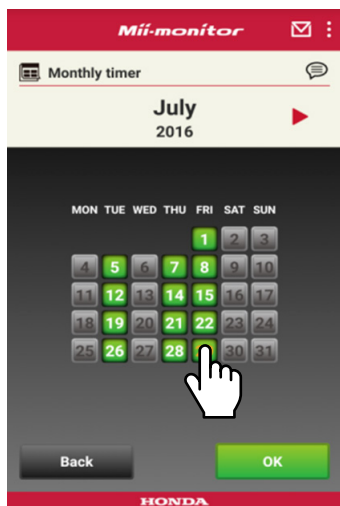 Mii-monitor
Monthly timer
July
2016
MON TUE WED THU FRI SAT SUN
1 2 3
4 5 6 7 8 9 10
11 12 13 14 15 16 17
18 19 20 21 22 23 24
25 26 27 28 30 31
Back OK
HONDA